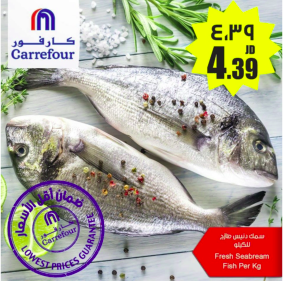 كارفور
Carrefour
٤.٣٩
JD
4.39
ضمان أقل الأسعار
Carrefour
LOWEST PRICES GUARANTEE
سمك دنيس طازج
للكيلو
Fresh Seabream
Fish Per Kg